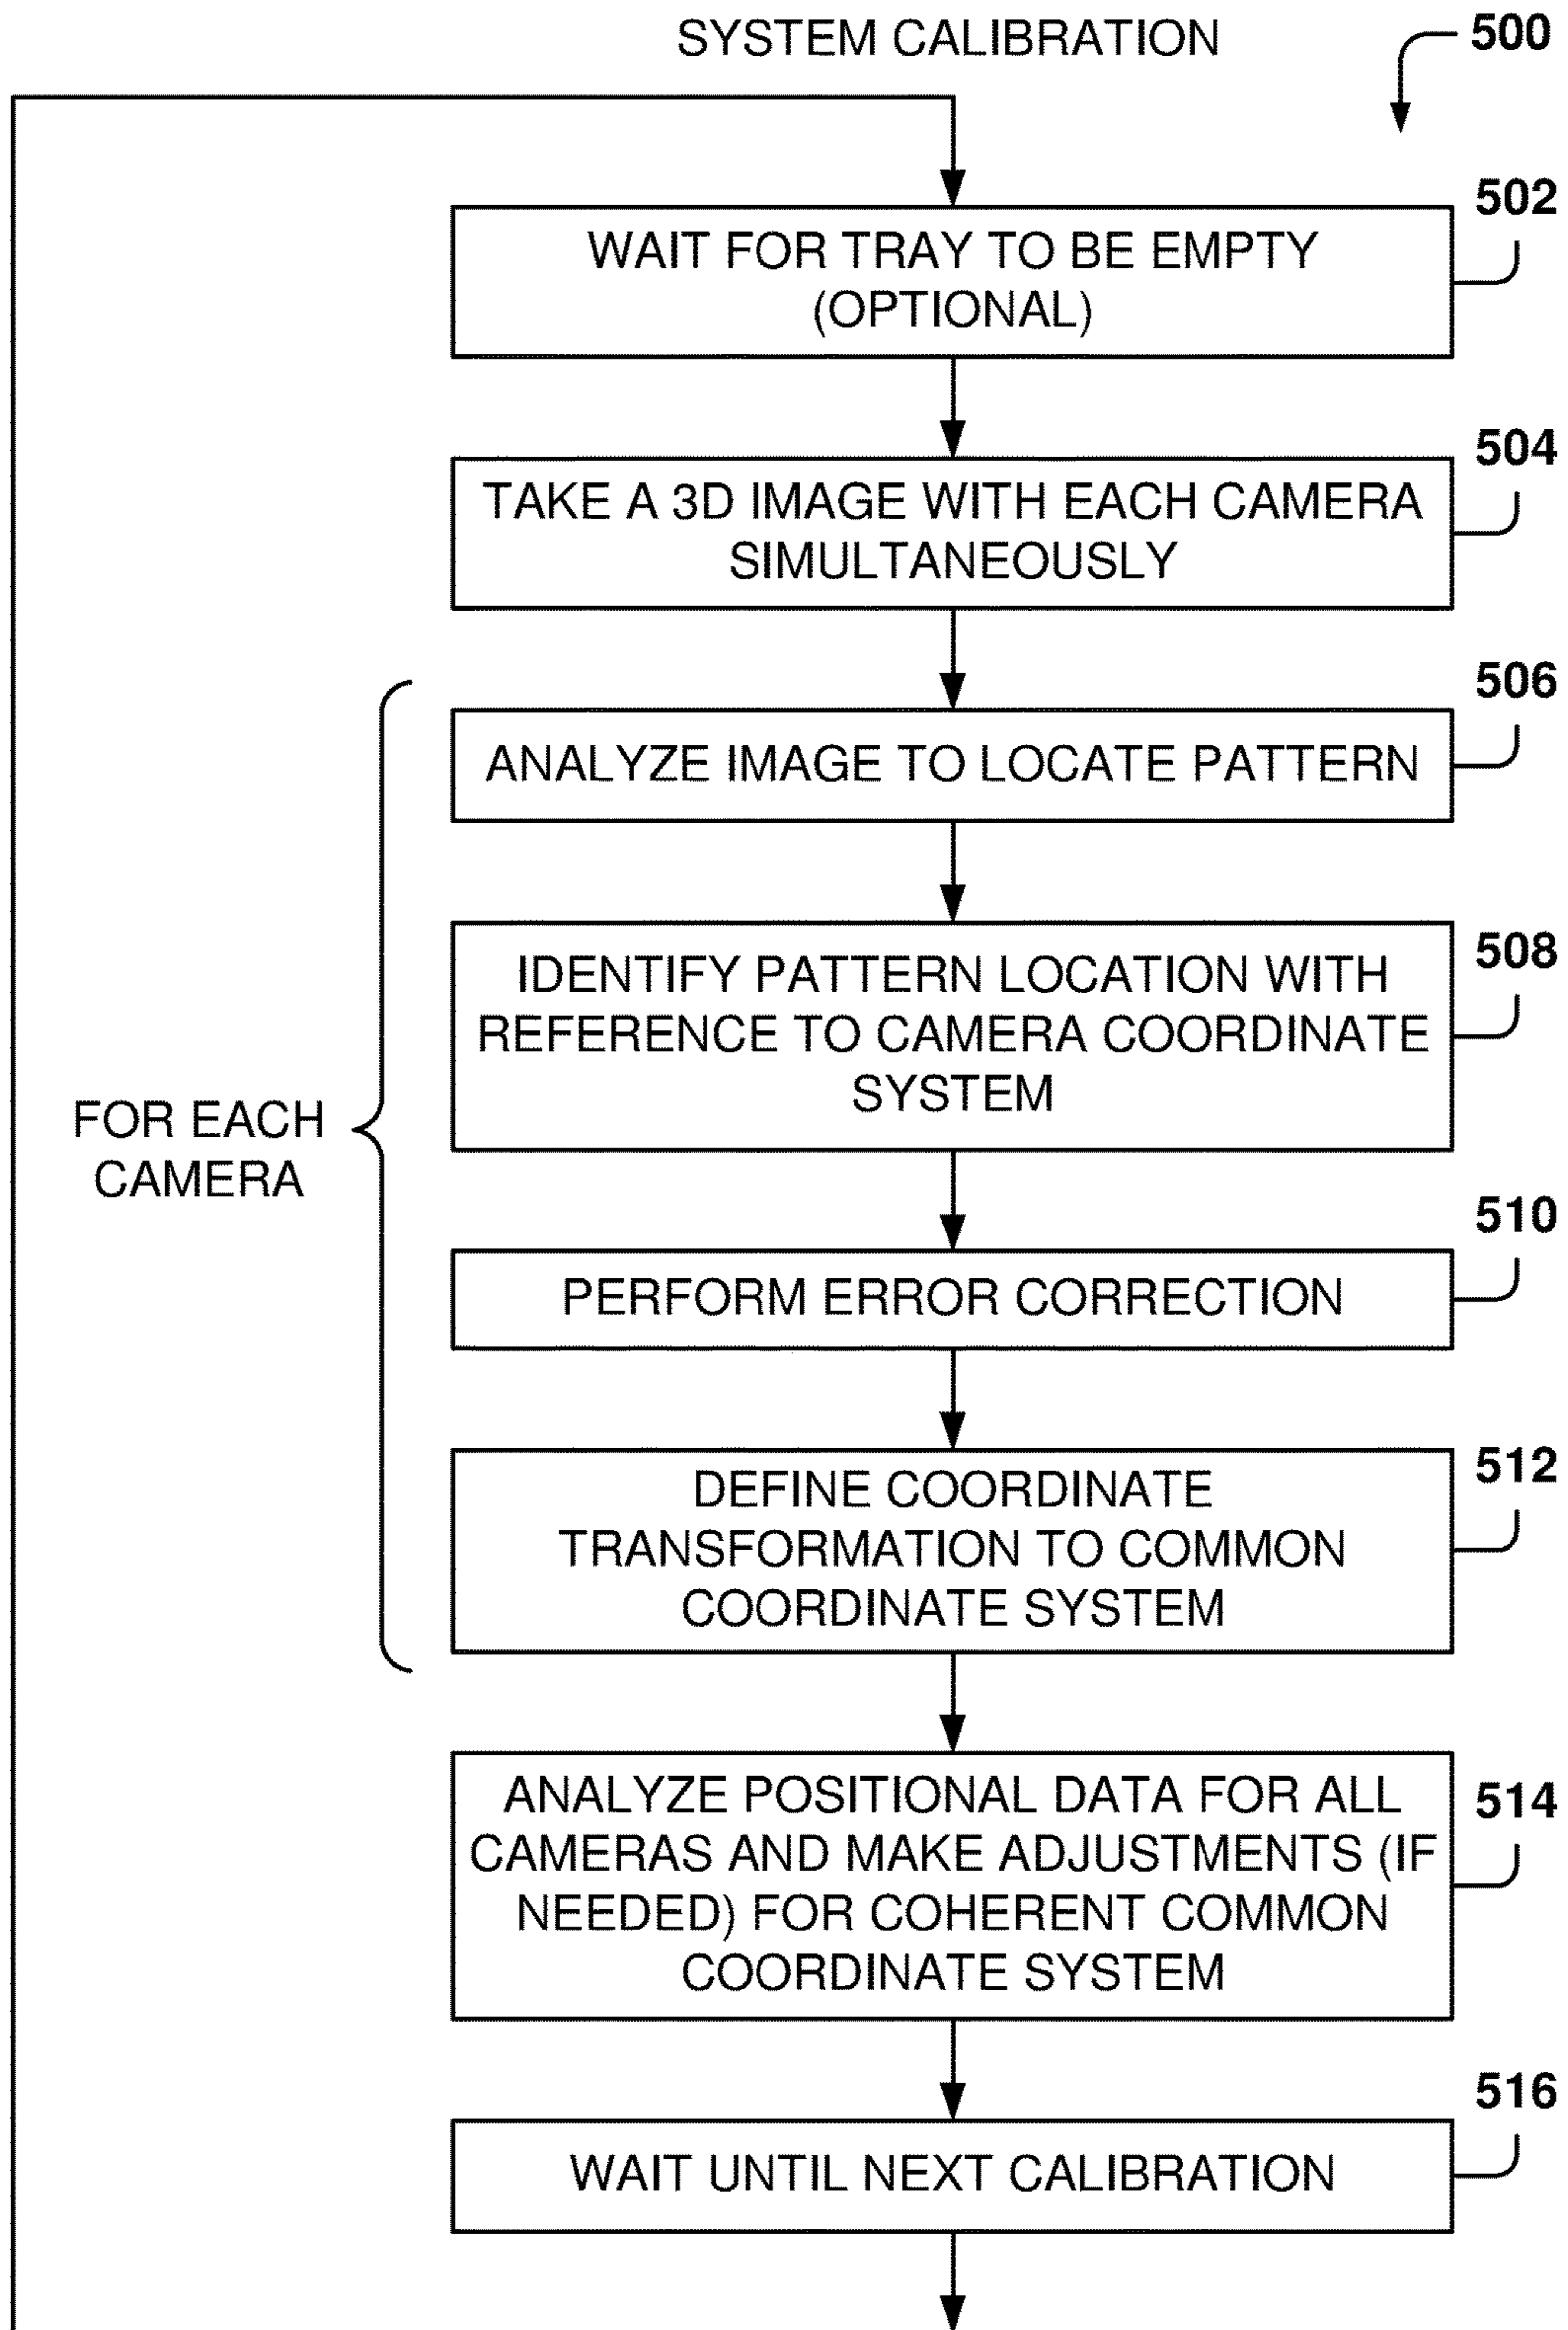 SYSTEM CALIBRATION
500
502
WAIT FOR TRAY TO BE EMPTY
(OPTIONAL)
504
TAKE A 3D IMAGE WITH EACH CAMERA
SIMULTANEOUSLY
506
ANALYZE IMAGE TO LOCATE PATTERN
508
IDENTIFY PATTERN LOCATION WITH
REFERENCE TO CAMERA COORDINATE
SYSTEM
FOR EACH
CAMERA
510
PERFORM ERROR CORRECTION
512
DEFINE COORDINATE
TRANSFORMATION TO COMMON
COORDINATE SYSTEM
514
ANALYZE POSITIONAL DATA FOR ALL
CAMERAS AND MAKE ADJUSTMENTS (IF
NEEDED) FOR COHERENT COMMON
COORDINATE SYSTEM
516
WAIT UNTIL NEXT CALIBRATION